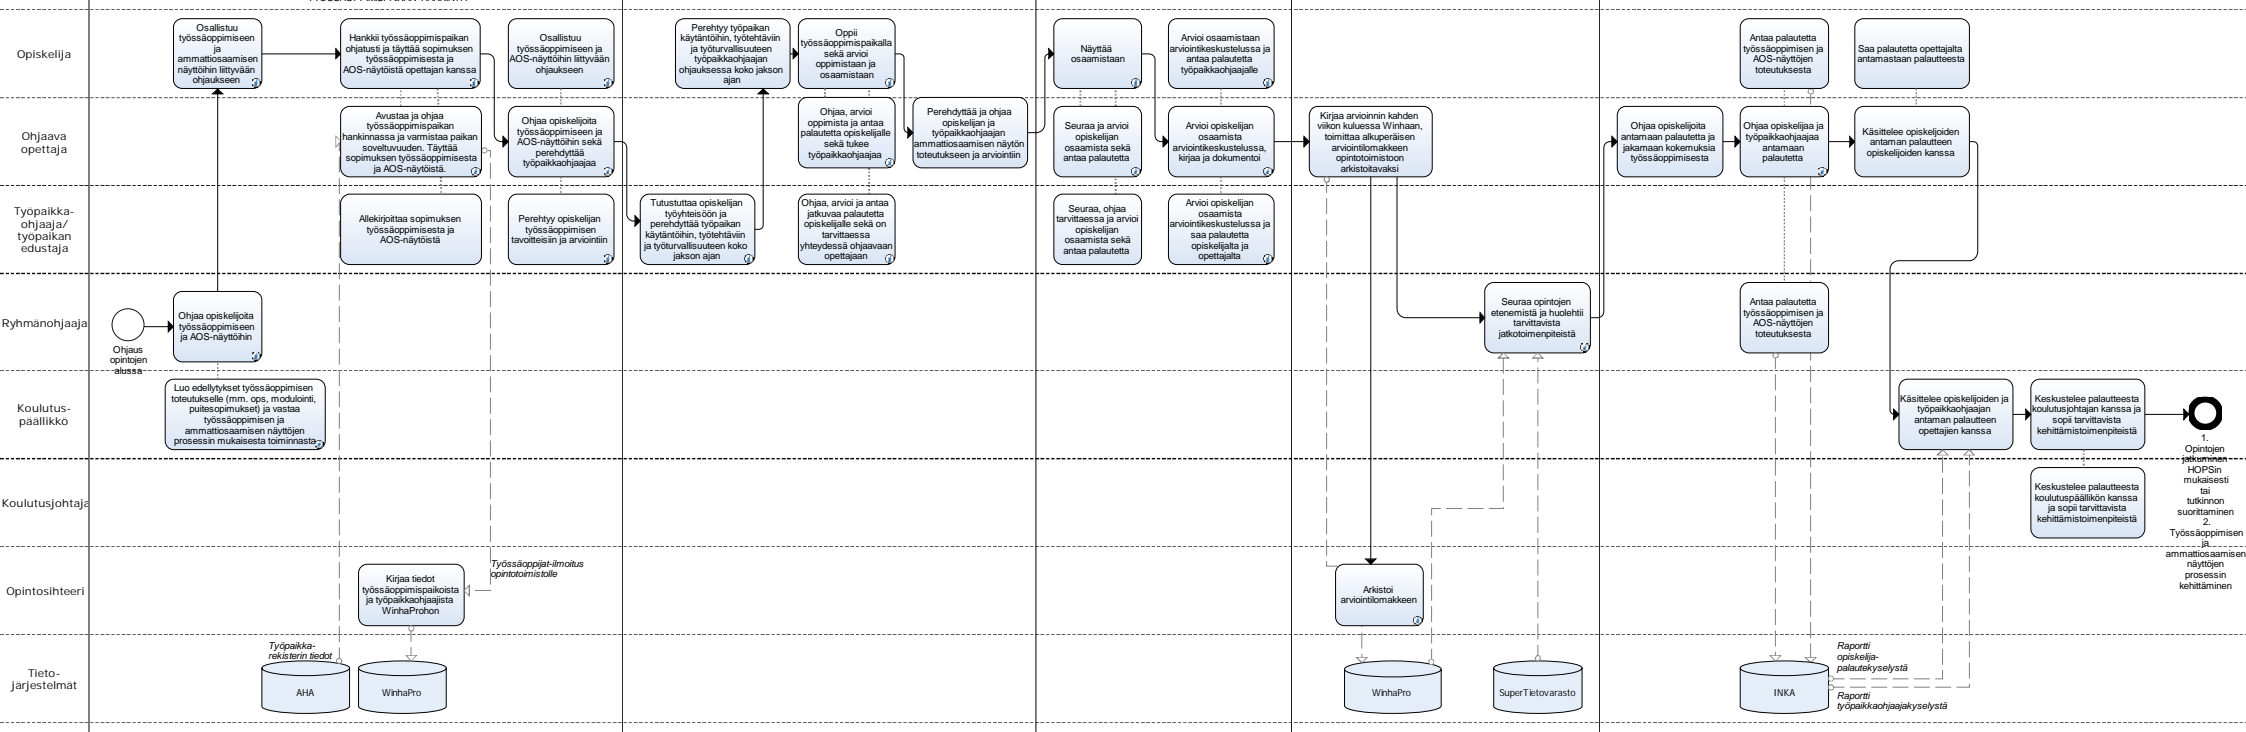 Opiskelija
Osallistuu
työssäoppimiseen
ja
ammattiosaamisen
näyttöihin liittyvään
ohjaukseen
Hankkii työssäoppimispaikan
ohjatusti ja täyttää sopimuksen
työssäoppimisesta ja
AOS-näytöistä opettajan kanssa
Osallistuu
työssäoppimiseen ja
AOS-näyttöihin liittyvään
ohjaukseen
Perehtyy työpaikan
käytäntöihin, työtehtäviin
ja työturvallisuuteen
työpaikkaohjaajan
ohjauksessa koko jakson
ajan
Oppii
työssäoppimispaikalla
sekä arvioi
oppimistaan ja
osaamistaan
Näyttää
osaamistaan
Arvioi osaamistaan
arviointikeskustelussa ja
antaa palautetta
työpaikkaohjaajalle
Antaa palautetta
työssäoppimisen ja
AOS-näyttöjen
toteutuksesta
Saa palautetta opettajalta
antamastaan palautteesta
Ohjaava
opettaja
Avustaa ja ohjaa
työssäoppimispaikan
hankinnassa ja varmistaa paikan
soveltuvuuden. Täyttää
sopimuksen työssäoppimisesta
ja AOS-näytöistä.
Ohjaa opiskelijoita
työssäoppimiseen ja
AOS-näyttöihin sekä
perehdyttää
työpaikkaohjaajaa
Ohjaa, arvioi
oppimista ja antaa
palautetta opiskelijalle
sekä tukee
työpaikkaohjaajaa
Perehdyttää ja ohjaa
opiskelijan ja
työpaikkaohjaajan
ammattiosaamisen näytön
toteutukseen ja arviointiin
Seuraa ja arvioi
opiskelijan
osaamista sekä
antaa palautetta
Arvioi opiskelijan
osaamista
arviointikeskustelussa,
kirjaa ja dokumentoi
Kirjaa arvioinnin kahden
viikon kuluessa Winhaan,
toimittaa alkuperäisen
arviointilomakkeen
opintotoimistoon
arkistoitavaksi
Ohjaa opiskelijoita
antamaan palautetta ja
jakamaan kokemuksia
työssäoppimisesta
Ohjaa opiskelijaa ja
työpaikkaohjaajaa
antamaan
palautetta
Käsittelee opiskeljoiden
antaman palautteen
opiskelijoiden kanssa
Työpaikka-
ohjaaja/
työpaikan
edustaja
Allekirjoittaa sopimuksen
työssäoppimisesta ja
AOS-näytöistä
Perehtyy opiskelijan
työssäoppimisen
tavoitteisiin ja arviointiin
Tutustuttaa opiskelijan
työyhteisöön ja
perehdyttää työpaikan
käytäntöihin, työtehtäviin
ja työturvallisuuteen koko
jakson ajan
Ohjaa, arvioi ja antaa
jatkuvaa palautetta
opiskelijalle sekä on
tarvittaessa
yhteydessä ohjaavaan
opettajaan
Seuraa, ohjaa
tarvittaessa ja arvioi
opiskelijan
osaamista sekä
antaa palautetta
Arvioi opiskelijan
osaamista
arviointikeskustelussa ja
saa palautetta
opiskelijalta ja
opettajalta
Ryhmänohjaaja
Ohjaus
opintojen
alussa
Ohjaa opiskelijoita
työssäoppimiseen
ja AOS-näyttöihin
Seuraa opintojen
etenemistä ja huolehtii
tarvittavista
jatkotoimenpiteistä
Antaa palautetta
työssäoppimisen ja
AOS-näyttöjen
toteutuksesta
Koulutus-
päällikkö
Luo edellytykset työssäoppimisen
toteutukselle (mm. ops, modulointi,
puitesopimukset) ja vastaa
työssäoppimisen ja
ammattiosaamisen näyttöjen
prosessin mukaisesta toiminnasta
Käsittelee opiskelijoiden ja
työpaikkaohjaajan
antaman palautteen
opettajien kanssa
Keskustelee palautteesta
koulutusjohtajan kanssa ja
sopii tarvittavista
kehittämistoimenpiteistä
1.
Opintojen
jatkuminen
HOPSin
mukaisesti
tai
tutkinnon
suorittaminen
2.
Työssäoppimisen
ja
ammattiosaamisen
näyttöjen
prosessin
kehittäminen
Koulutusjohtaja
Keskustelee palautteesta
koulutuspäällikön kanssa
ja sopii tarvittavista
kehittämistoimenpiteistä
Opintosihteeri
Kirjaa tiedot
työssäoppimispaikoista
ja työpaikkaohjaajista
WinhaProhon
Työssäoppijat-ilmoitus
opintotoimistolle
Arkistoi
arviointilomakkeen
Tieto-
järjestelmät
Työpaikka-
rekisterin tiedot
AHA
WinhaPro
WinhaPro
SuperTietovarasto
INKA
Raportti
opiskelija-
palautekyselystä
Raportti
työpaikkaohjaajakyselystä